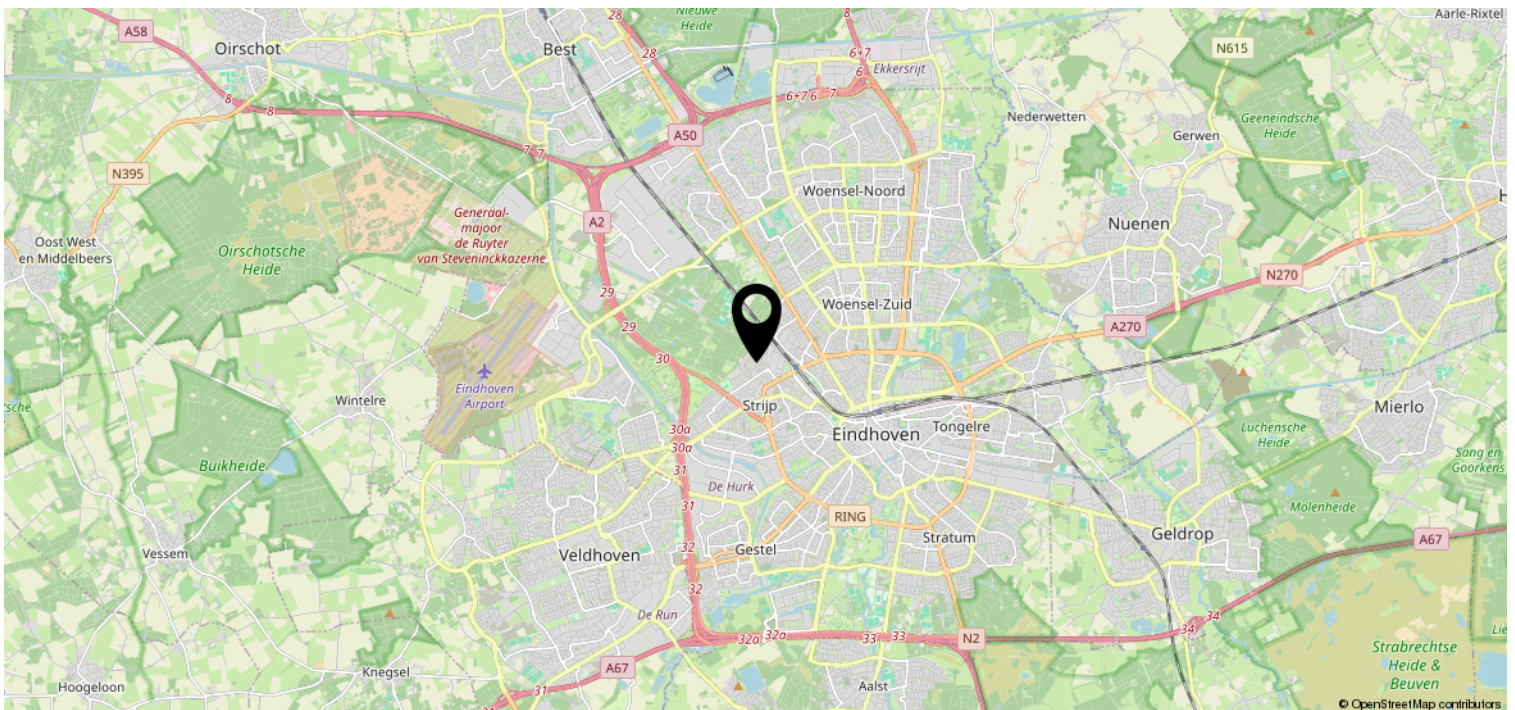 Nieuwe
Heide
Aarle-Rixtel
A58
28
8
Oirschot
Best
28
6+7
N615
6
Ekkersrijt
8
8
6+7 6
7
Nederwetten
Geeneindsche
Heide
A50
Gerwen
7
7
N395
Woensel-Noord
Generaal-
majoor
de Ruyter
van Steveninckkazerne
A2
Nuenen
Oost West
en Middelbeers
Oirschotsche
Heide
N270
29
Woensel-Zuid
29
A270
30
Eindhoven
Airport
Wintelre
Strijp
Mierlo
30a
Eindhoven
Tongelre
Luchensche
Heide
30a
Buikheide
31
Sang en
Goorkens
De Hurk
31
Molenheide
RING
Geldrop
Stratum
A67
Vessem
Veldhoven
32
Gestel
32
De Run
34
34
32a
32a
33
33
N2
Strabrechtse
Heide &
Beuven
A67
Knegsel
Hoogeloon
31
Aalst
© OpenStreetMap contributors